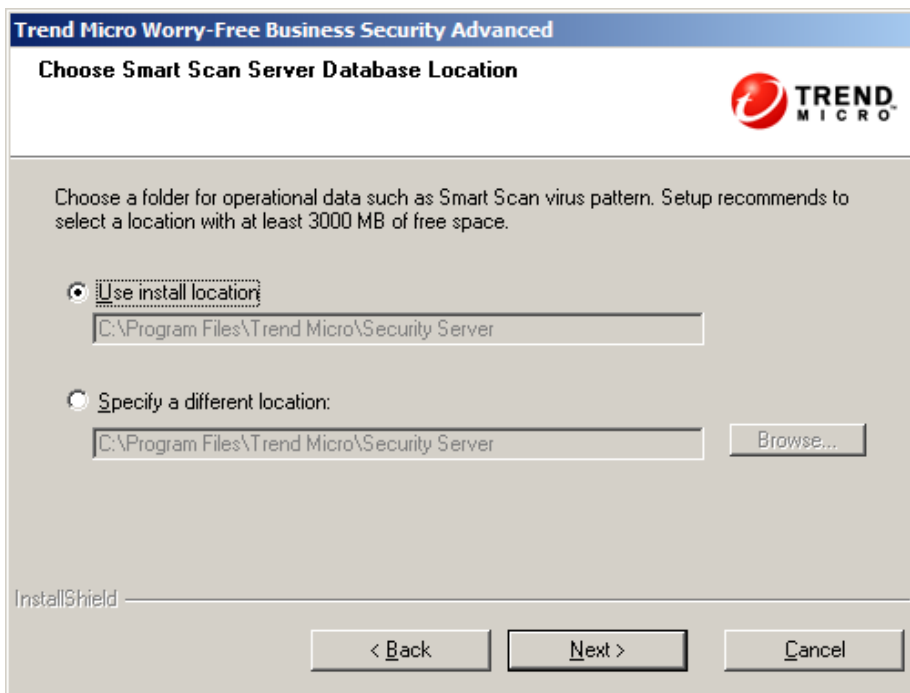 Trend Micro Worry-Free Business Security Advanced
Choose Smart Scan Server Database Location
TREND
MICRO
Choose a folder for operational data such as Smart Scan virus pattern. Setup recommends to
select a location with at least 3000 MB of free space.
Use install location
C:\Program Files\Trend Micro\Security Server
Specify a different location:
C:\Program Files\Trend Micro\Security Server
Browse...
InstallShield
< Back
Next >
Cancel